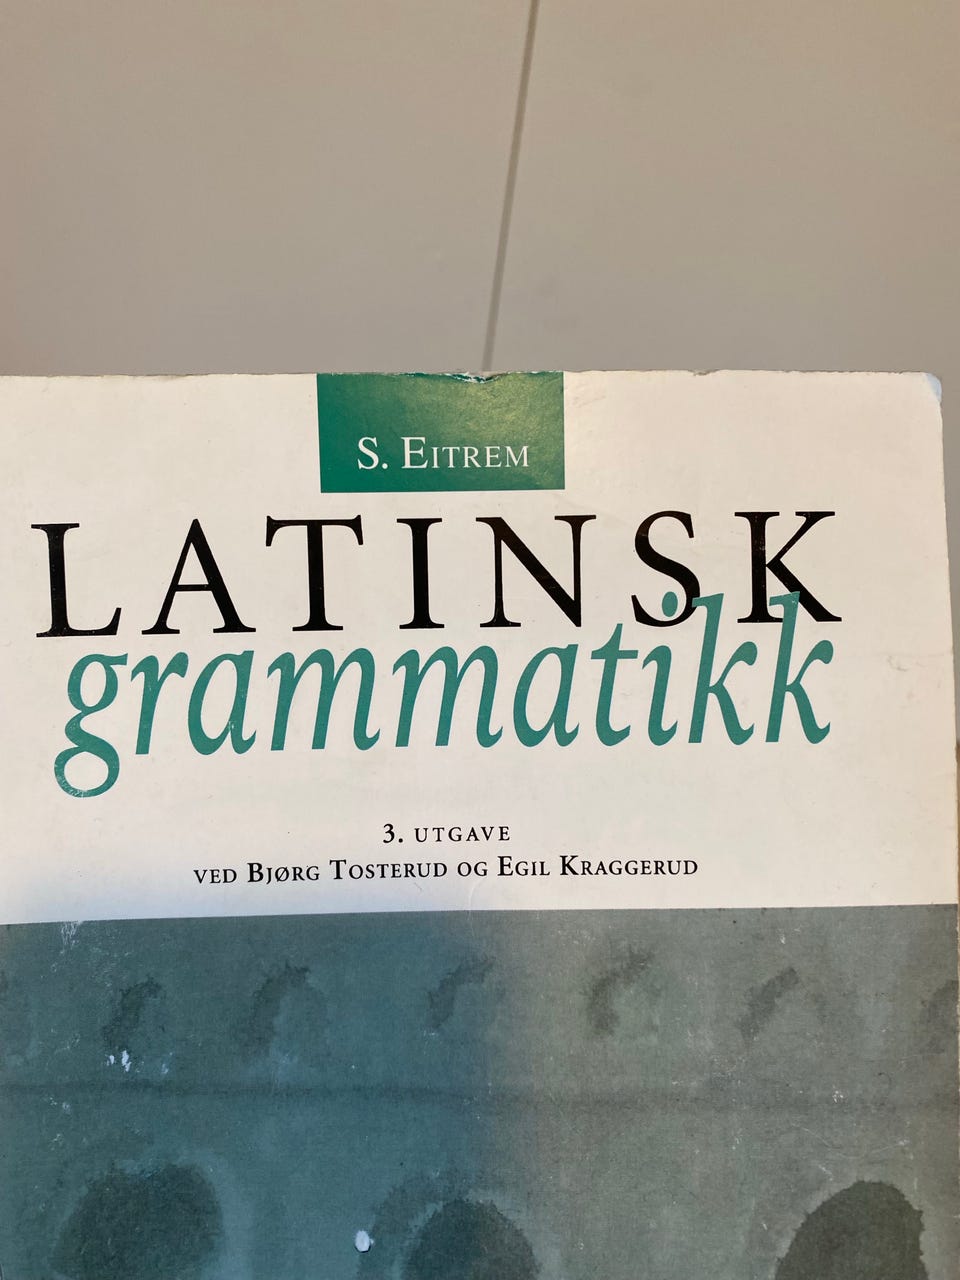 S. EITREM
LATINSK
grammatikk
3. UTGAVE
VED BJØRG TOSTERUD OG EGIL KRAGGERUD